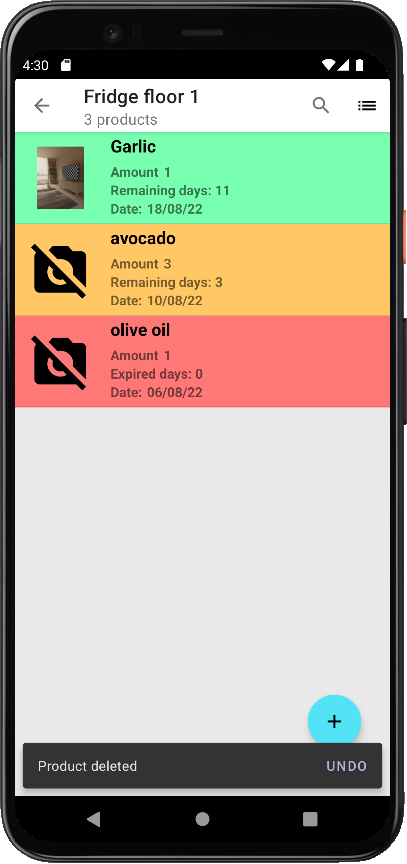 4:30
Fridge floor 1
3 products
Garlic
Amount 1
Remaining days: 11
Date: 18/08/22
avocado
Amount 3
Remaining days: 3
Date: 10/08/22
olive oil
Amount 1
Expired days: 0
Date: 06/08/22
Product deleted UNDO